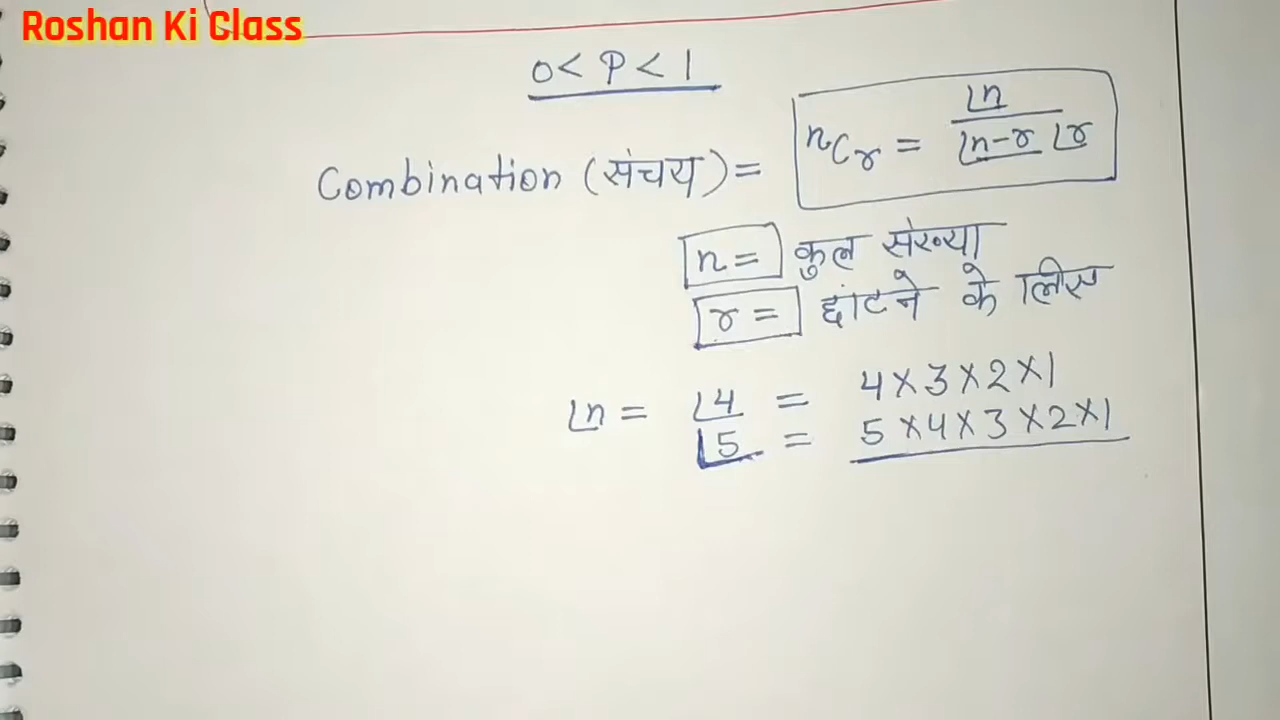 Roshan Ki Class
0 < P < 1
Combination (संचय) = nCr = ⌊n / ⌊n-r ⌊r
n = कुल संख्या
r = छांटने के लीए
⌊n = ⌊4 = 4×3×2×1
⌊5 = 5×4×3×2×1